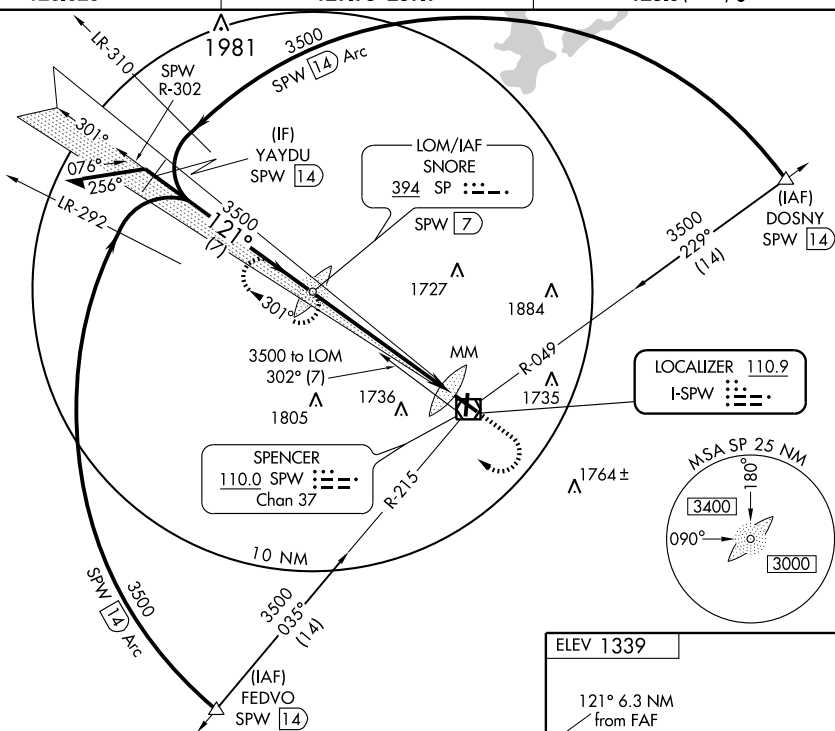 1981
LR-310
3500
SPW 14 Arc
SPW
R-302
301°
076°
256°
LR-292
(IF)
YAYDU
SPW 14
LOM/IAF
SNORE
394 SP
SPW 7
3500
121°
(7)
301°
(IAF)
DOSNY
SPW 14
3500
229°
(14)
R-049
1727
1884
3500 to LOM
302° (7)
MM
1805
1736
1735
LOCALIZER 110.9
I-SPW
SPENCER
110.0 SPW
Chan 37
R-215
1764±
MSA SP 25 NM
180°
3400
090°
3000
10 NM
3500
SPW 14 Arc
3500
035°
(14)
(IAF)
FEDVO
SPW 14
ELEV 1339
121° 6.3 NM
from FAF